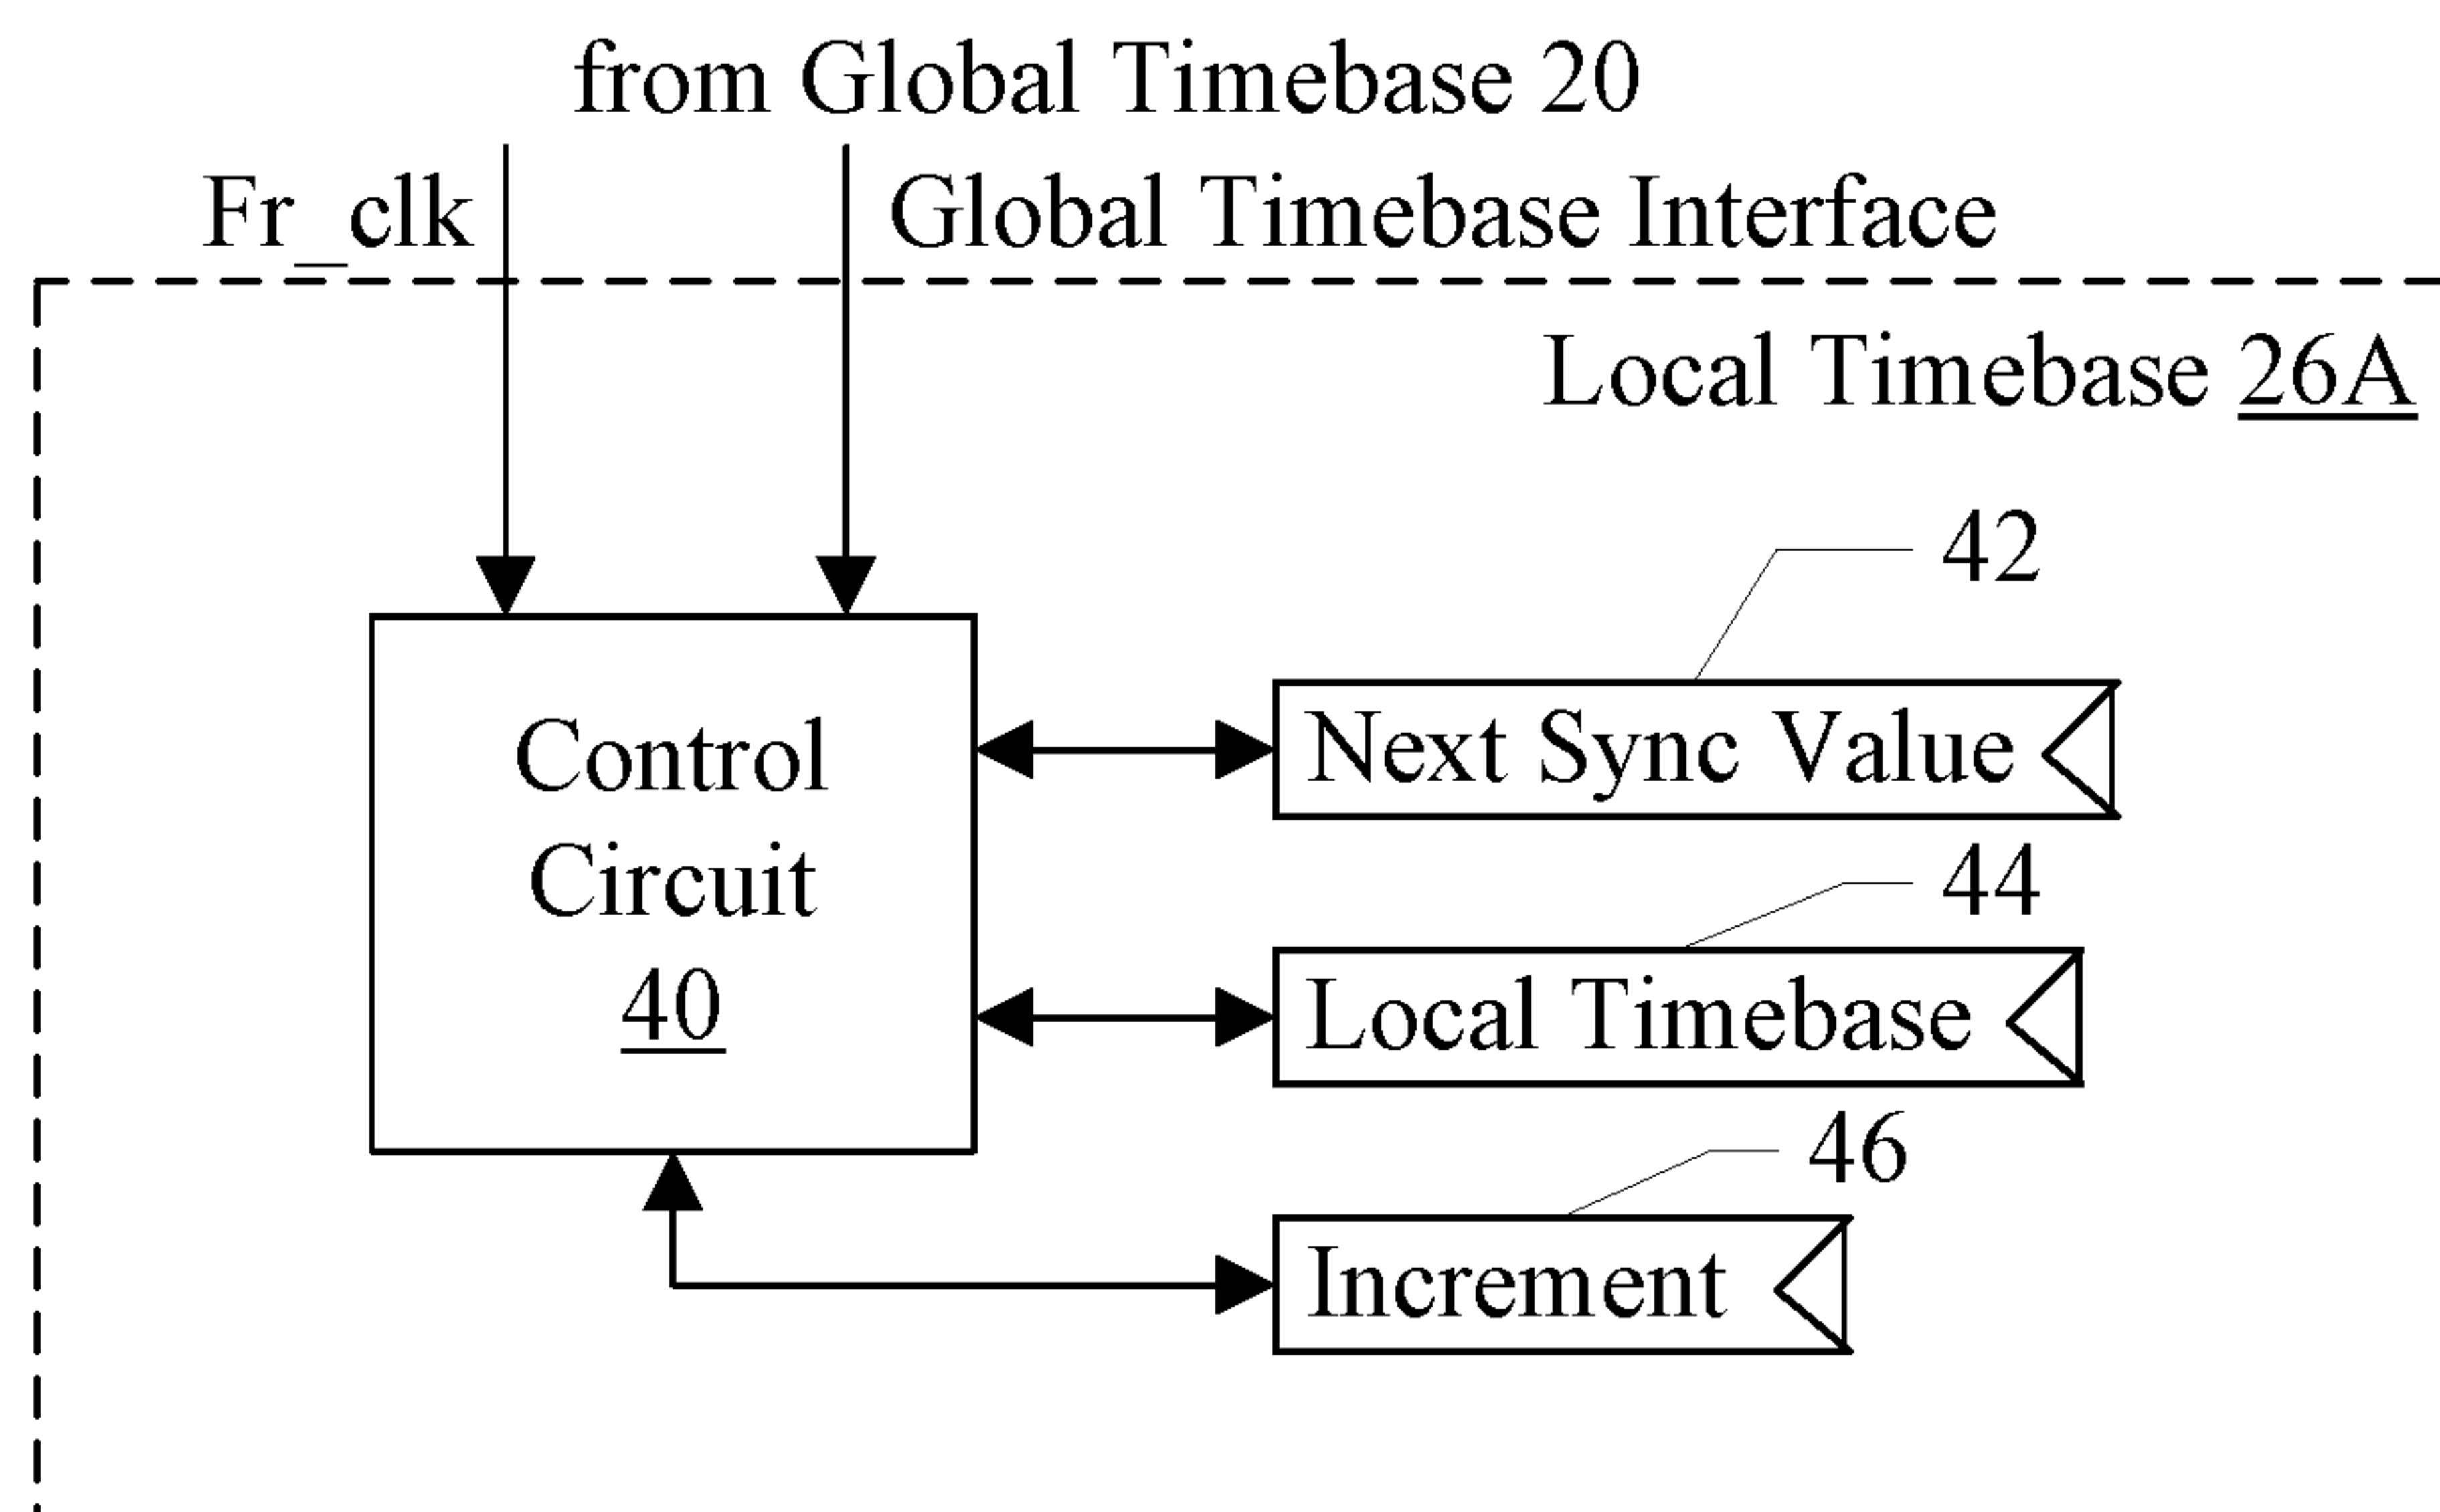 from Global Timebase 20
Fr_clk
Global Timebase Interface
Local Timebase 26A
42
Next Sync Value
Control
Circuit
40
44
Local Timebase
46
Increment